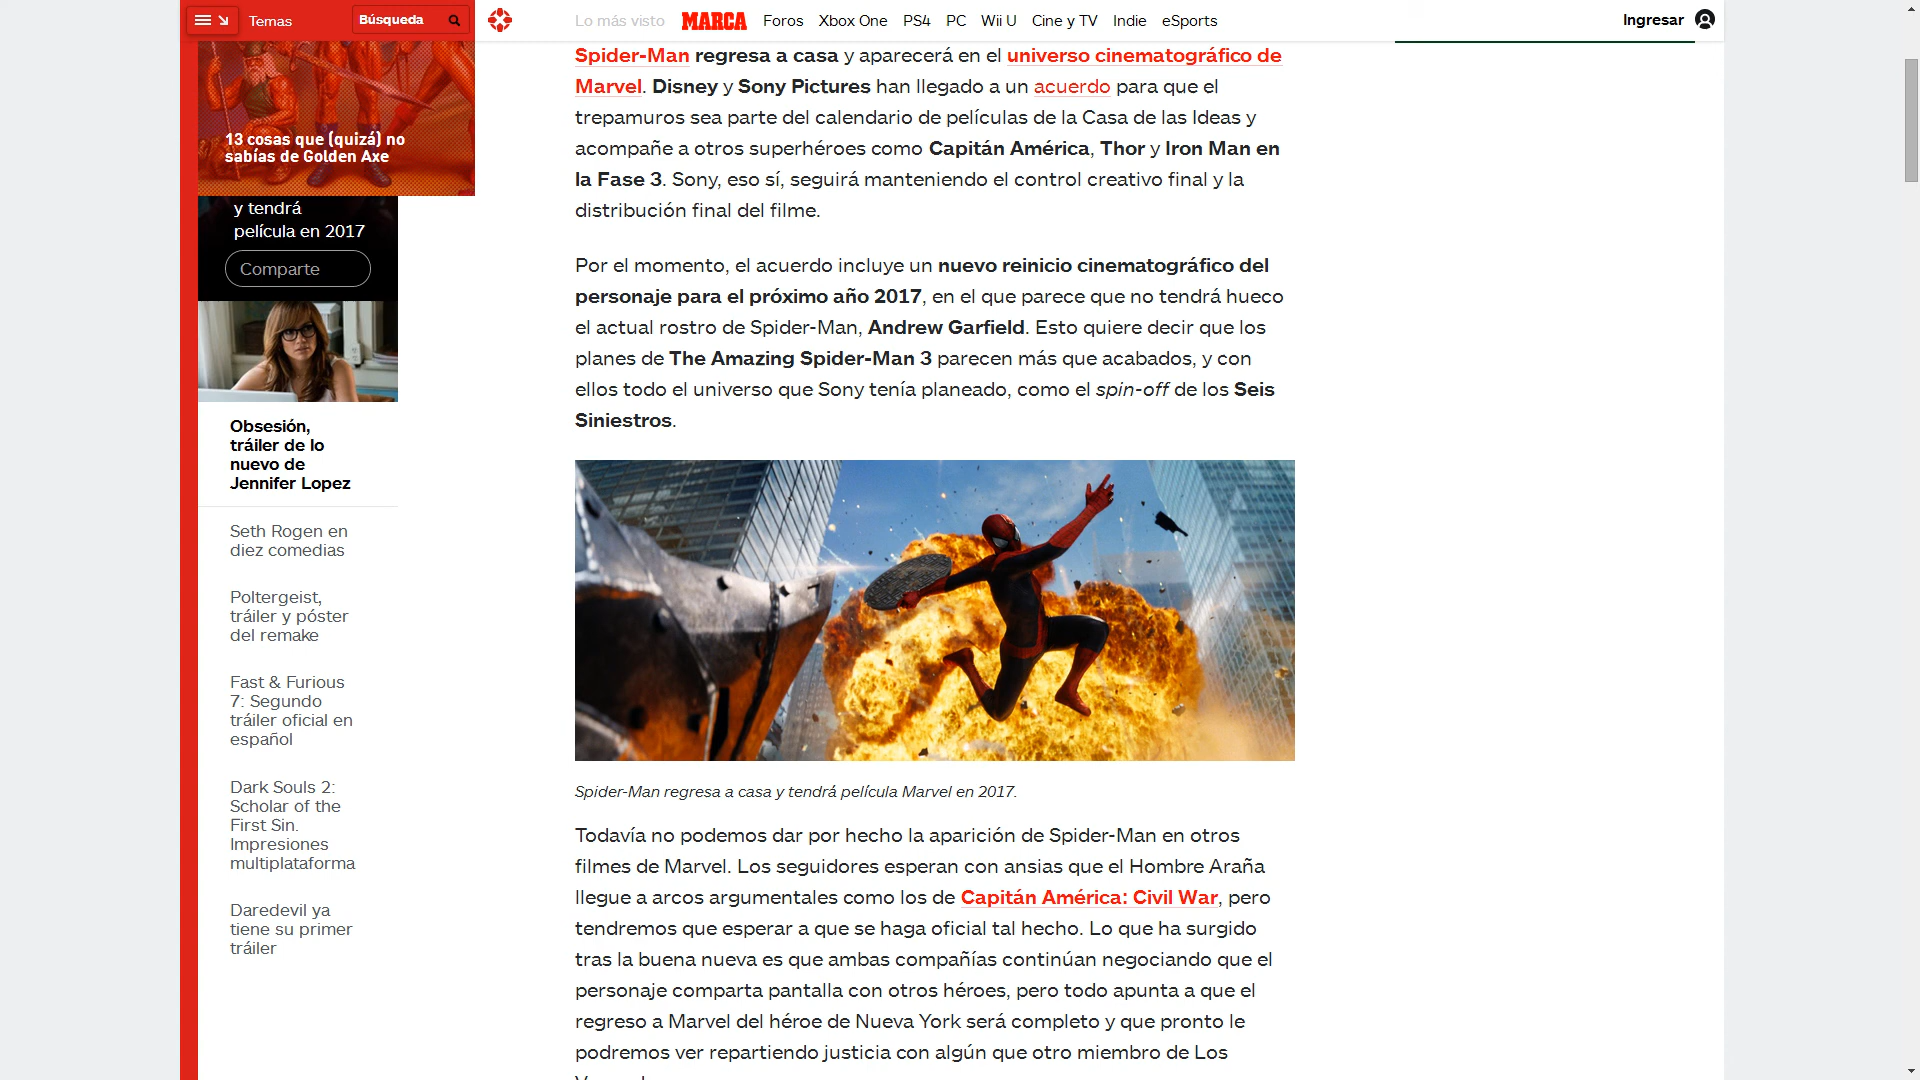 Temas
Búsqueda
Lo más visto
MARCA
Foros
Xbox One
PS4
PC
Wii U
Cine y TV
Indie
eSports
Ingresar
13 cosas que (quizá) no
sabías de Golden Axe
y tendrá
película en 2017
Comparte
Obsesión,
tráiler de lo
nuevo de
Jennifer Lopez
Seth Rogen en
diez comedias
Poltergeist,
tráiler y póster
del remake
Fast & Furious
7: Segundo
tráiler oficial en
español
Dark Souls 2:
Scholar of the
First Sin.
Impresiones
multiplataforma
Daredevil ya
tiene su primer
tráiler
Spider-Man regresa a casa y aparecerá en el universo cinematográfico de
Marvel. Disney y Sony Pictures han llegado a un acuerdo para que el
trepamuros sea parte del calendario de películas de la Casa de las Ideas y
acompañe a otros superhéroes como Capitán América, Thor y Iron Man en
la Fase 3. Sony, eso sí, seguirá manteniendo el control creativo final y la
distribución final del filme.
Por el momento, el acuerdo incluye un nuevo reinicio cinematográfico del
personaje para el próximo año 2017, en el que parece que no tendrá hueco
el actual rostro de Spider-Man, Andrew Garfield. Esto quiere decir que los
planes de The Amazing Spider-Man 3 parecen más que acabados, y con
ellos todo el universo que Sony tenía planeado, como el spin-off de los Seis
Siniestros.
Spider-Man regresa a casa y tendrá película Marvel en 2017.
Todavía no podemos dar por hecho la aparición de Spider-Man en otros
filmes de Marvel. Los seguidores esperan con ansias que el Hombre Araña
llegue a arcos argumentales como los de Capitán América: Civil War, pero
tendremos que esperar a que se haga oficial tal hecho. Lo que ha surgido
tras la buena nueva es que ambas compañías continúan negociando que el
personaje comparta pantalla con otros héroes, pero todo apunta a que el
regreso a Marvel del héroe de Nueva York será completo y que pronto le
podremos ver repartiendo justicia con algún que otro miembro de Los